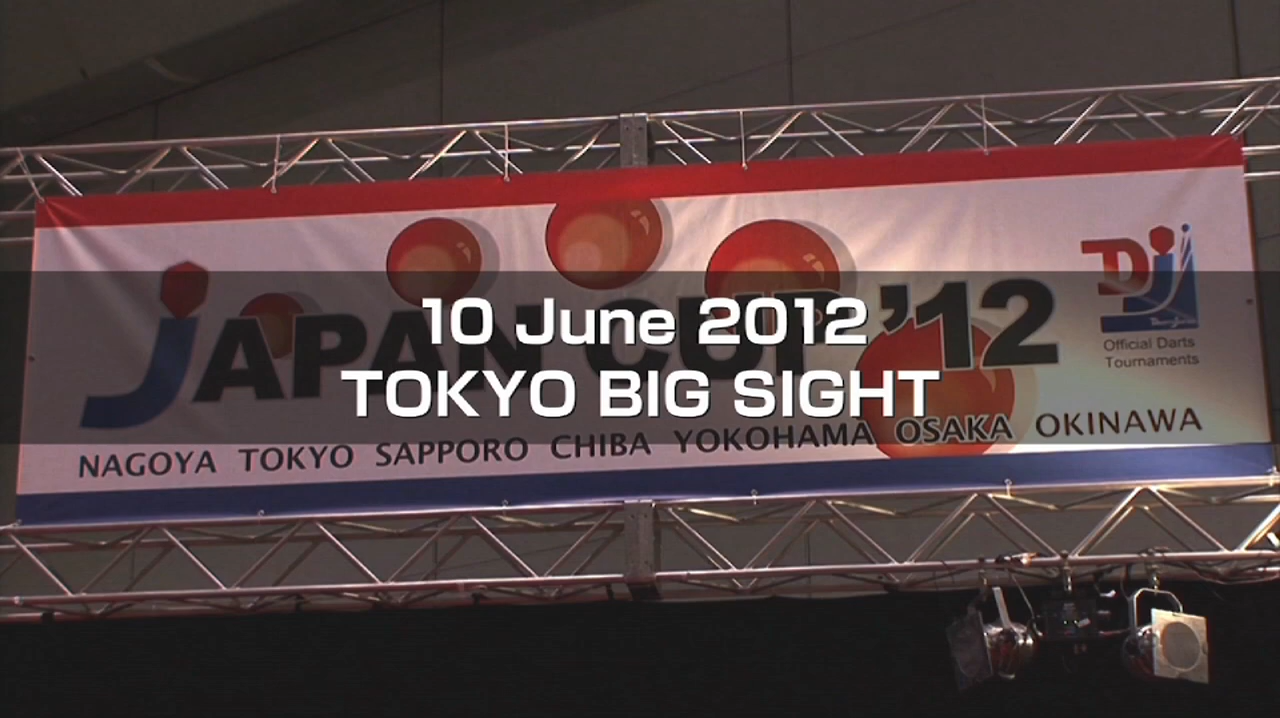 JAPAN CUP '12
10 June 2012
TOKYO BIG SIGHT
DJ
Official Darts
Tournaments
NAGOYA TOKYO SAPPORO CHIBA YOKOHAMA OSAKA OKINAWA